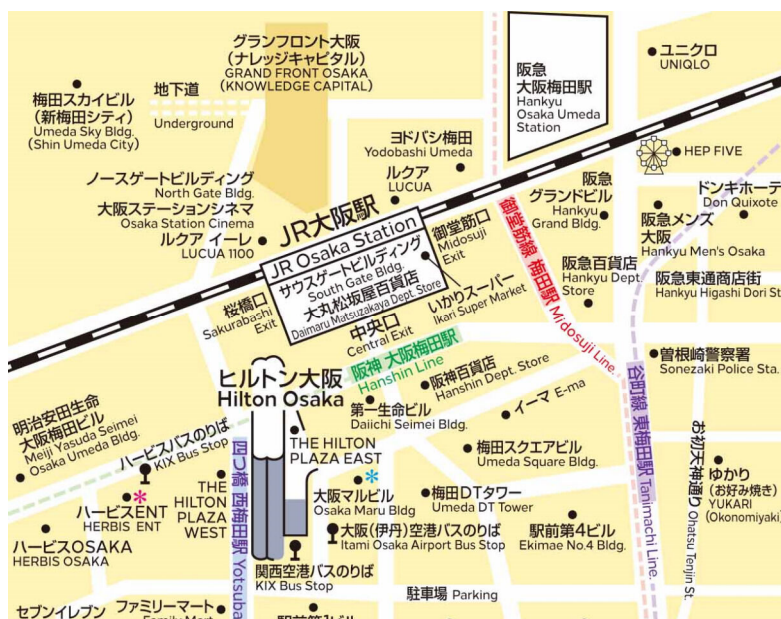 グランフロント大阪
(ナレッジキャピタル)
GRAND FRONT OSAKA
(KNOWLEDGE CAPITAL)
ユニクロ
UNIQLO
阪急
大阪梅田駅
Hankyu
Osaka Umeda
Station
梅田スカイビル
(新梅田シティ)
Umeda Sky Bldg.
(Shin Umeda City)
地下道
Underground
ヨドバシ梅田
Yodobashi Umeda
HEP FIVE
ルクア
LUCUA
ノースゲートビルディング
North Gate Bldg.
大阪ステーションシネマ
Osaka Station Cinema
ルクア イーレ
LUCUA 1100
阪急
グランドビル
Hankyu
Grand Bldg.
ドンキホーテ
Don Quixote
阪急メンズ
大阪
Hankyu Men's Osaka
JR大阪駅
JR Osaka Station
サウスゲートビルディング
South Gate Bldg.
大丸松坂屋百貨店
Daimaru Matsuzakaya Dept. Store
御堂筋口
Midosuji
Exit
御堂筋線 梅田駅 Midosuji Line.
いかりスーパー
Ikari Super Market
阪急百貨店
Hankyu Dept.
Store
阪急東通商店街
Hankyu Higashi Dori St
桜橋口
Sakurabashi
Exit
中央口
Central Exit
阪神 大阪梅田駅
Hanshin Line
曽根崎警察署
Sonezaki Police Sta.
谷町線 東梅田駅 Tanimachi Line.
ヒルトン大阪
Hilton Osaka
阪神百貨店
Hanshin Dept. Store
第一生命ビル
Daiichi Seimei Bldg.
イーマ E-ma
明治安田生命
大阪梅田ビル
Meiji Yasuda Seimei
Osaka Umeda Bldg.
ハービスバスのりば
KIX Bus Stop
THE HILTON
PLAZA EAST
梅田スクエアビル
Umeda Square Bldg.
お初天神通り Ohatsu Tenjin St.
ゆかり
(お好み焼き)
YUKARI
(Okonomiyaki)
四つ橋 西梅田駅 Yotsuba
THE
HILTON
PLAZA
WEST
*
ハービスENT
HERBIS ENT
*
大阪マルビル
Osaka Maru Bldg
梅田DTタワー
Umeda DT Tower
ハービスOSAKA
HERBIS OSAKA
大阪(伊丹)空港バスのりば
Itami Osaka Airport Bus Stop
駅前第4ビル
Ekimae No.4 Bldg.
関西空港バスのりば
KIX Bus Stop
駐車場 Parking
セブンイレブン
ファミリーマート
Family Mart
駅前第1ビル